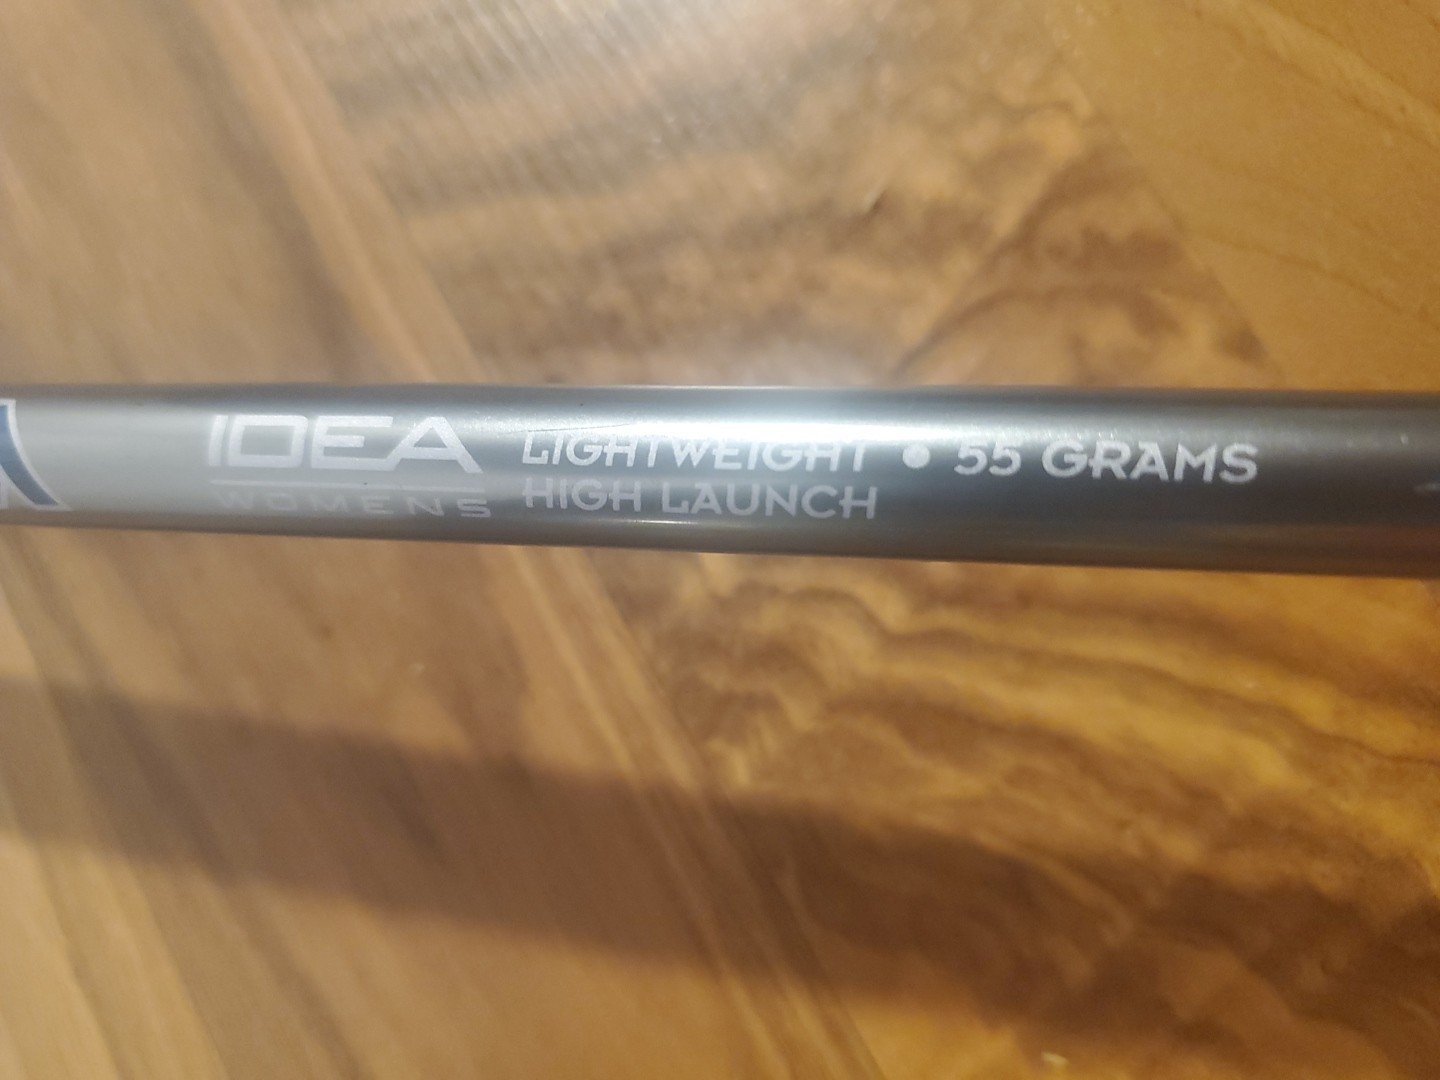 IDEA
WOMENS
LIGHTWEIGHT • 55 GRAMS
HIGH LAUNCH